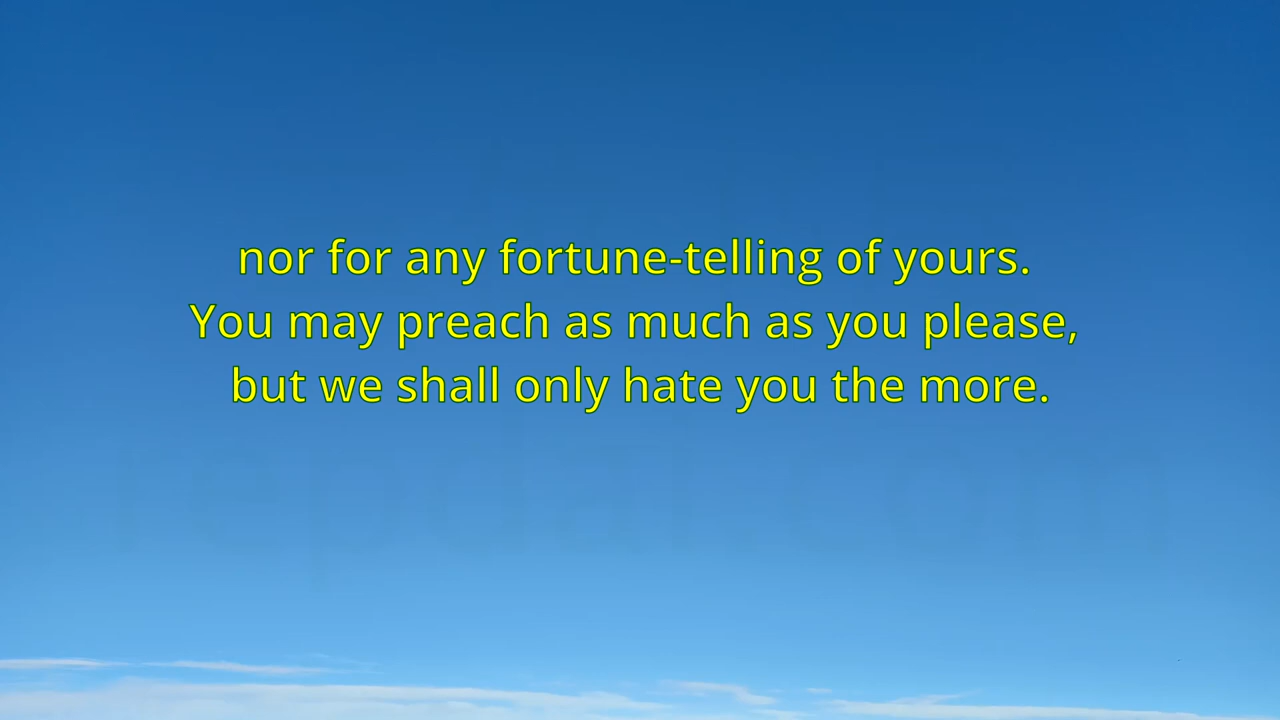 nor for any fortune-telling of yours.
You may preach as much as you please,
but we shall only hate you the more.